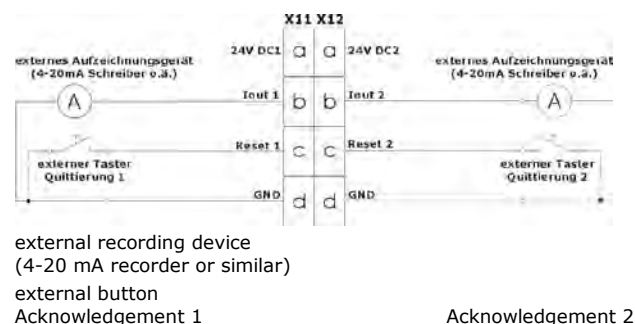 X11 X12
24V DC1 a a 24V DC2
externes Aufzeichnungsgerät
(4-20mA Schreiber o.ä.)
externes Aufzeichnungsgerät
(4-20mA Schreiber o.ä.)
A Iout 1 b b Iout 2 A
Reset 1 c c Reset 2
externer Taster
Quittierung 1
externer Taster
Quittierung 2
GND d d GND
external recording device
(4-20 mA recorder or similar)
external button
Acknowledgement 1 Acknowledgement 2